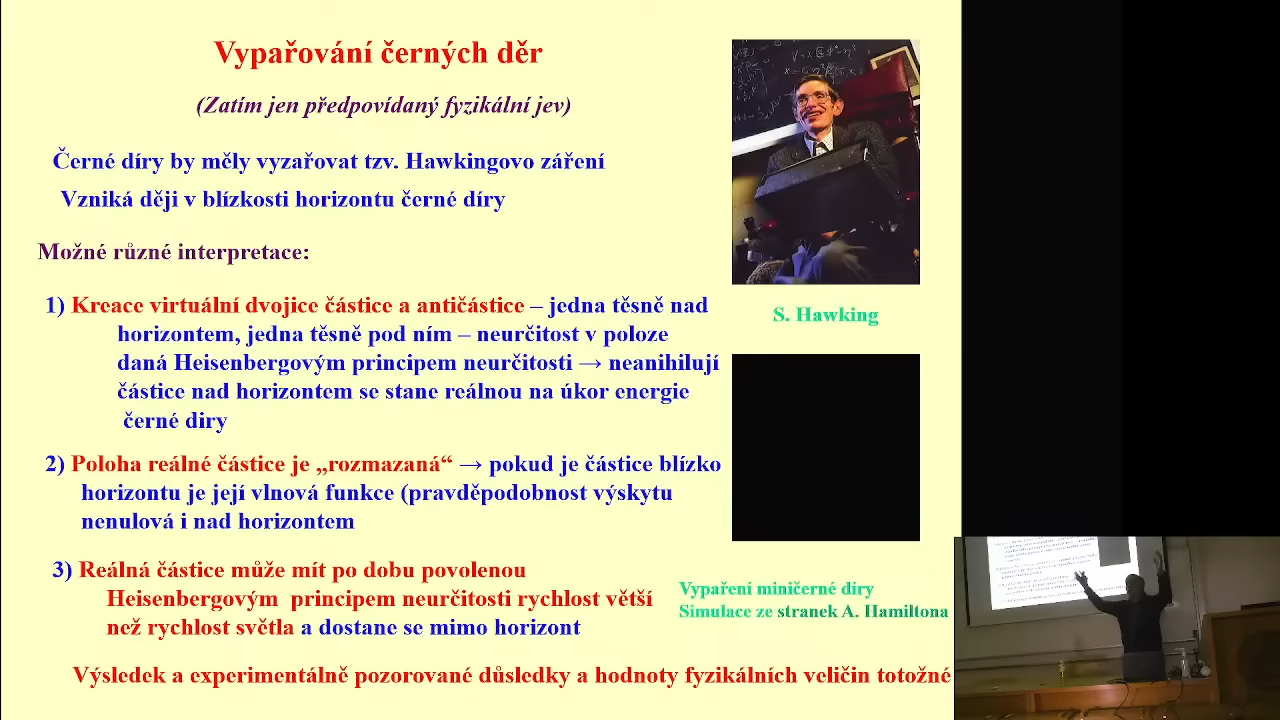 Vypařování černých děr
(Zatím jen předpovídaný fyzikální jev)
Černé díry by měly vyzařovat tzv. Hawkingovo záření
Vzniká ději v blízkosti horizontu černé díry
Možné různé interpretace:
1) Kreace virtuální dvojice částice a antičástice – jedna těsně nad
horizontem, jedna těsně pod ním – neurčitost v poloze
daná Heisenbergovým principem neurčitosti → neanihilují
částice nad horizontem se stane reálnou na úkor energie
černé diry
S. Hawking
2) Poloha reálné částice je „rozmazaná“ → pokud je částice blízko
horizontu je její vlnová funkce (pravděpodobnost výskytu
nenulová i nad horizontem
3) Reálná částice může mít po dobu povolenou
Heisenbergovým principem neurčitosti rychlost větší
než rychlost světla a dostane se mimo horizont
Vypaření miničerné díry
Simulace ze stranek A. Hamiltona
Výsledek a experimentálně pozorované důsledky a hodnoty fyzikálních veličin totožné